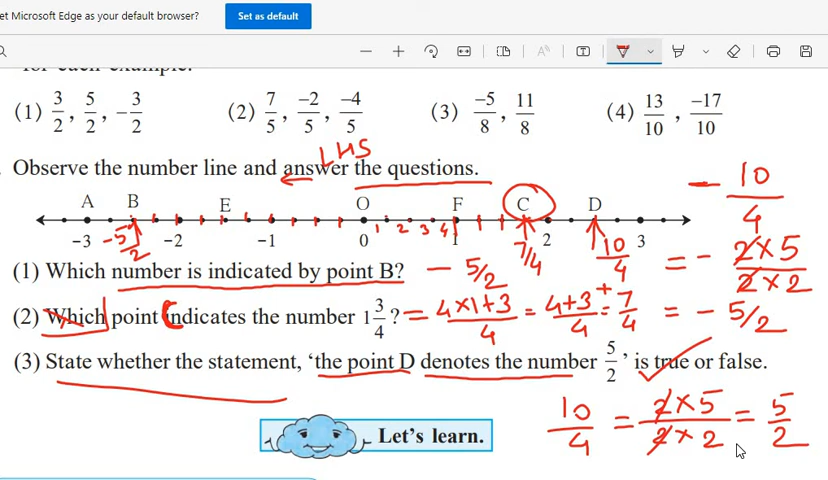 et Microsoft Edge as your default browser? Set as default
for each example.
(1) 3/2, 5/2, -3/2 (2) 7/5, -2/5, -4/5 (3) -5/8, 11/8 (4) 13/10, -17/10
LHS
Observe the number line and answer the questions.
A B E O F C D
1 2 3 4
-3 -5/2 -2 -1 0 1 7/4 2 10/4 3
- 10/4
(1) Which number is indicated by point B? - 5/2
= - 2×5/2×2
(2) Which point C indicates the number 1 3/4? = 4×1+3/4 = 4+3/4 = +7/4
= - 5/2
(3) State whether the statement, ‘the point D denotes the number 5/2’ is true or false.
10/4 = 2×5/2×2 = 5/2
Let's learn.